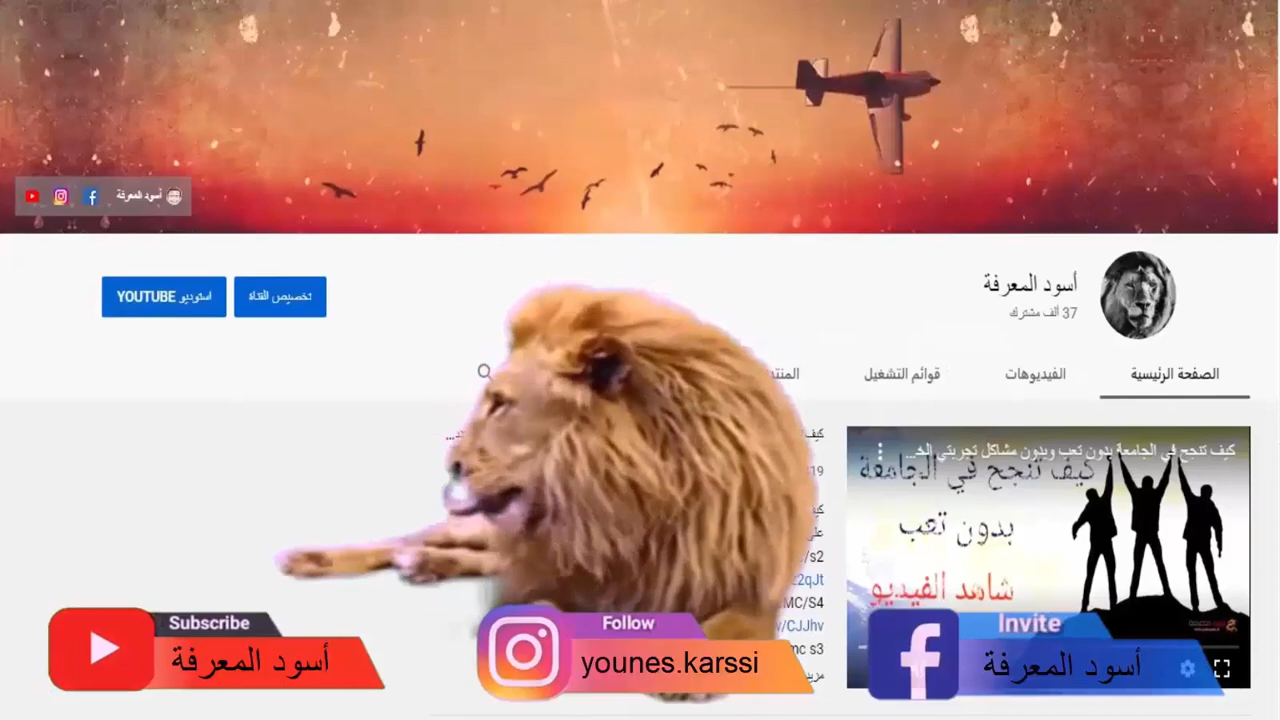 أسود المعرفة
أسود المعرفة
37 ألف مشترك
تخصيص القناة
استوديو YOUTUBE
الصفحة الرئيسية
الفيديوهات
قوائم التشغيل
كيف تنجح في الجامعة بدون تعب وبدون مشاكل تجربتي الخـ...
كيف تنجح في الجامعة
بدون تعب
شاهد الفيديو
Subscribe
أسود المعرفة
Follow
younes.karssi
Invite
أسود المعرفة